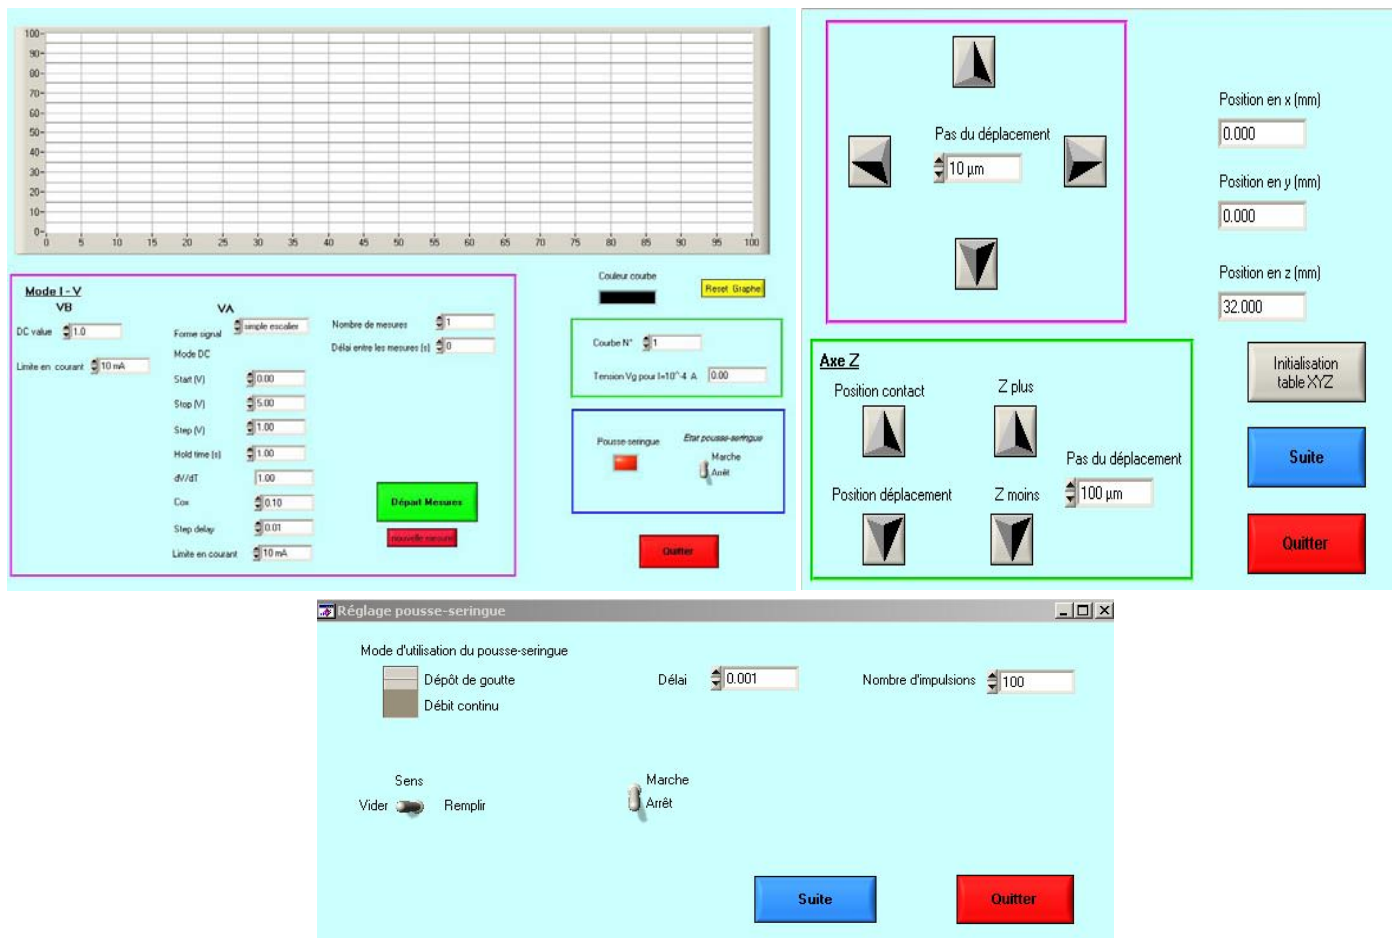 100
90
80
70
60
50
40
30
20
10
0
0 5 10 15 20 25 30 35 40 45 50 55 60 65 70 75 80 85 90 95 100
Mode I - V
VB
DC value 1.0
Limite en courant 10 mA
VA
Forme signal simple escalier
Mode DC
Start (V) 0.00
Stop (V) 5.00
Step (V) 1.00
Hold time (s) 1.00
dV//dT 1.00
Cox 0.10
Step delay 0.01
Limite en courant 10 mA
Nombre de mesures 1
Délai entre les mesures (s) 0
Départ Mesures
nouvelle mesure
Couleur courbe
Reset Graphe
Courbe N° 1
Tension Vg pour I=10^-4 A 0.00
Pousse-seringue
Etat pousse-seringue
Marche
Arrêt
Quitter
Pas du déplacement
10 µm
Position en x (mm)
0.000
Position en y (mm)
0.000
Position en z (mm)
32.000
Axe Z
Position contact
Z plus
Pas du déplacement
100 µm
Position déplacement
Z moins
Initialisation
table XYZ
Suite
Quitter
Réglage pousse-seringue
Mode d'utilisation du pousse-seringue
Dépôt de goutte
Débit continu
Délai 0.001
Nombre d'impulsions 100
Sens
Vider Remplir
Marche
Arrêt
Suite
Quitter